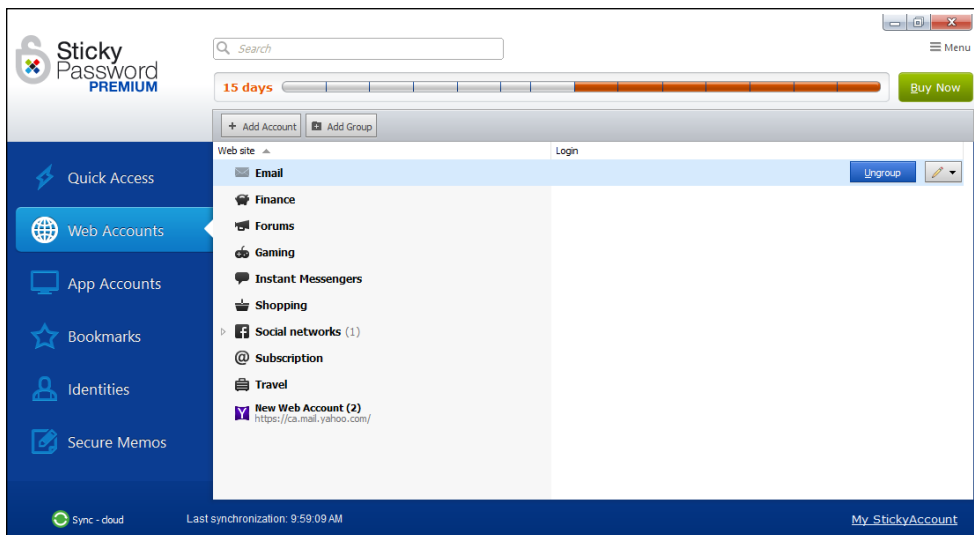 Sticky
Password
PREMIUM
Search
Menu
15 days
Buy Now
+ Add Account
Add Group
Web site
Login
Quick Access
Web Accounts
App Accounts
Bookmarks
Identities
Secure Memos
Email
Ungroup
Finance
Forums
Gaming
Instant Messengers
Shopping
Social networks (1)
Subscription
Travel
New Web Account (2)
https://ca.mail.yahoo.com/
Sync - cloud
Last synchronization: 9:59:09 AM
My StickyAccount